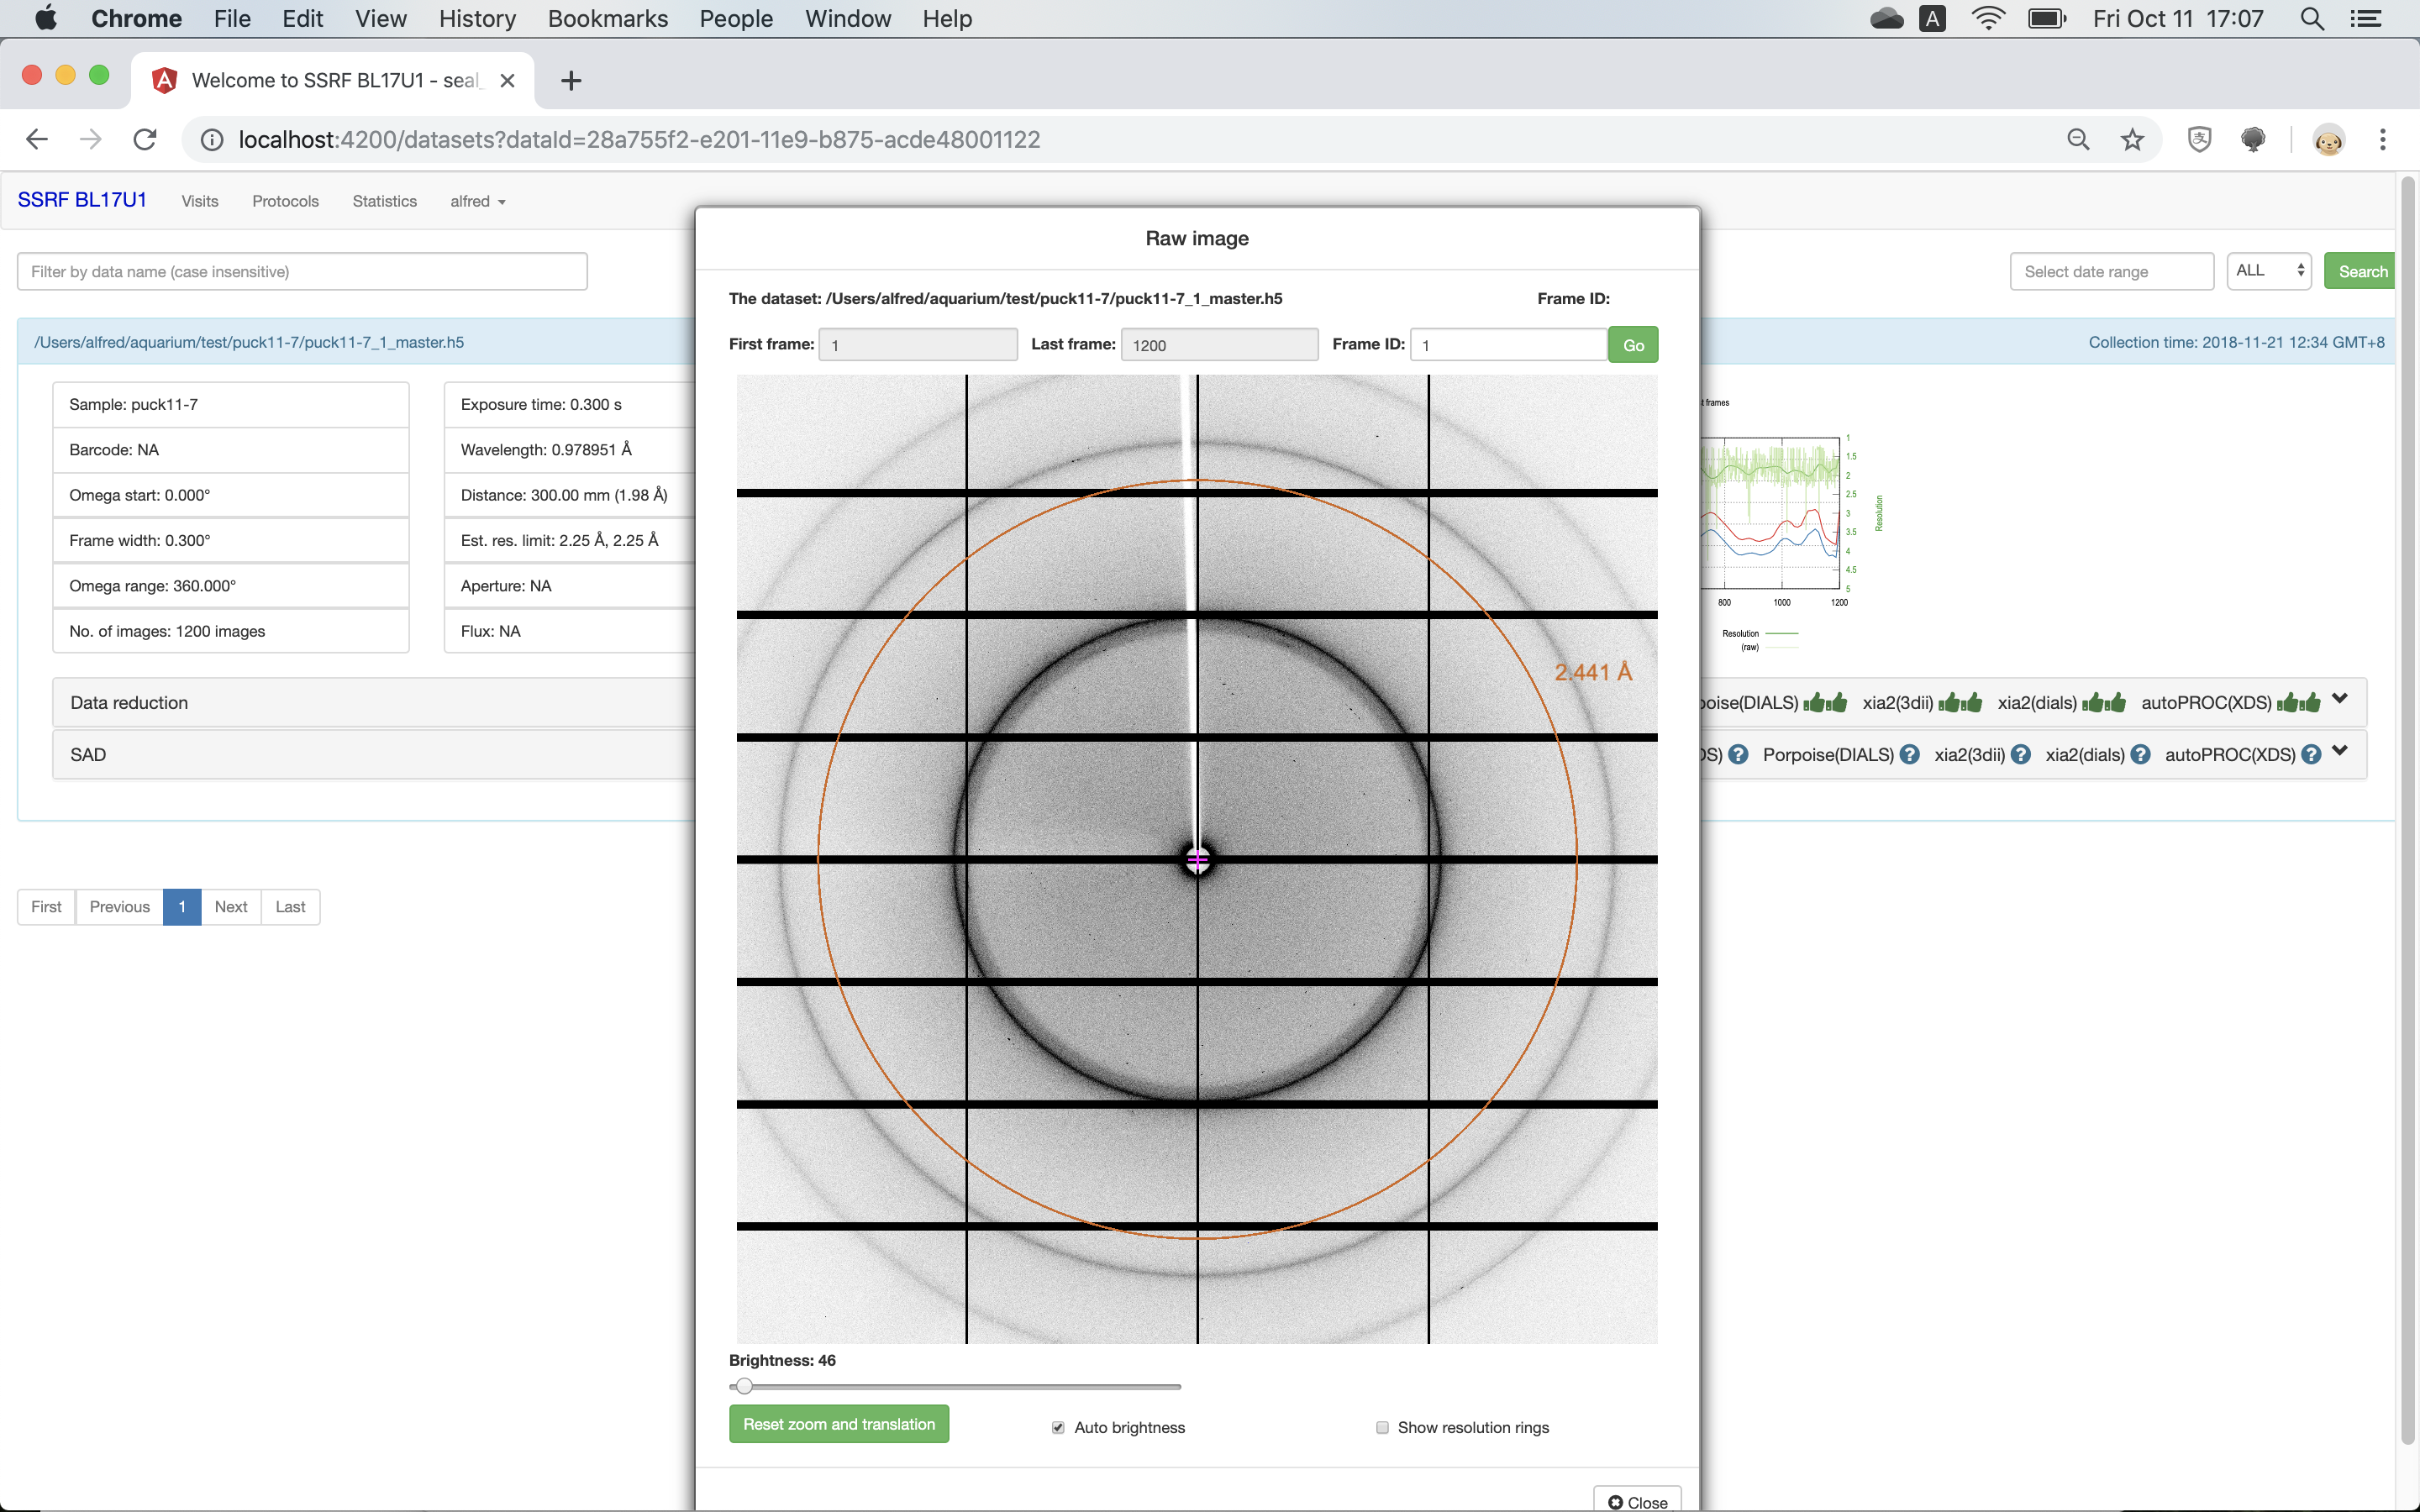 Chrome File Edit View History Bookmarks People Window Help A Fri Oct 11 17:07
Welcome to SSRF BL17U1 - seal_
localhost:4200/datasets?dataId=28a755f2-e201-11e9-b875-acde48001122
SSRF BL17U1 Visits Protocols Statistics alfred
Raw image
Filter by data name (case insensitive)
Select date range ALL Search
The dataset: /Users/alfred/aquarium/test/puck11-7/puck11-7_1_master.h5 Frame ID:
First frame: 1 Last frame: 1200 Frame ID: 1 Go
/Users/alfred/aquarium/test/puck11-7/puck11-7_1_master.h5
Collection time: 2018-11-21 12:34 GMT+8
Sample: puck11-7
Barcode: NA
Omega start: 0.000°
Frame width: 0.300°
Omega range: 360.000°
No. of images: 1200 images
Exposure time: 0.300 s
Wavelength: 0.978951 Å
Distance: 300.00 mm (1.98 Å)
Est. res. limit: 2.25 Å, 2.25 Å
Aperture: NA
Flux: NA
2.441 Å
t frames
1
1.5
2
2.5
3
3.5
4
4.5
5
Resolution
800 1000 1200
Resolution
(raw)
Data reduction
poise(DIALS) xia2(3dii) xia2(dials) autoPROC(XDS)
SAD
DS) ? Porpoise(DIALS) ? xia2(3dii) ? xia2(dials) ? autoPROC(XDS) ?
First Previous 1 Next Last
Brightness: 46
Reset zoom and translation Auto brightness Show resolution rings
Close